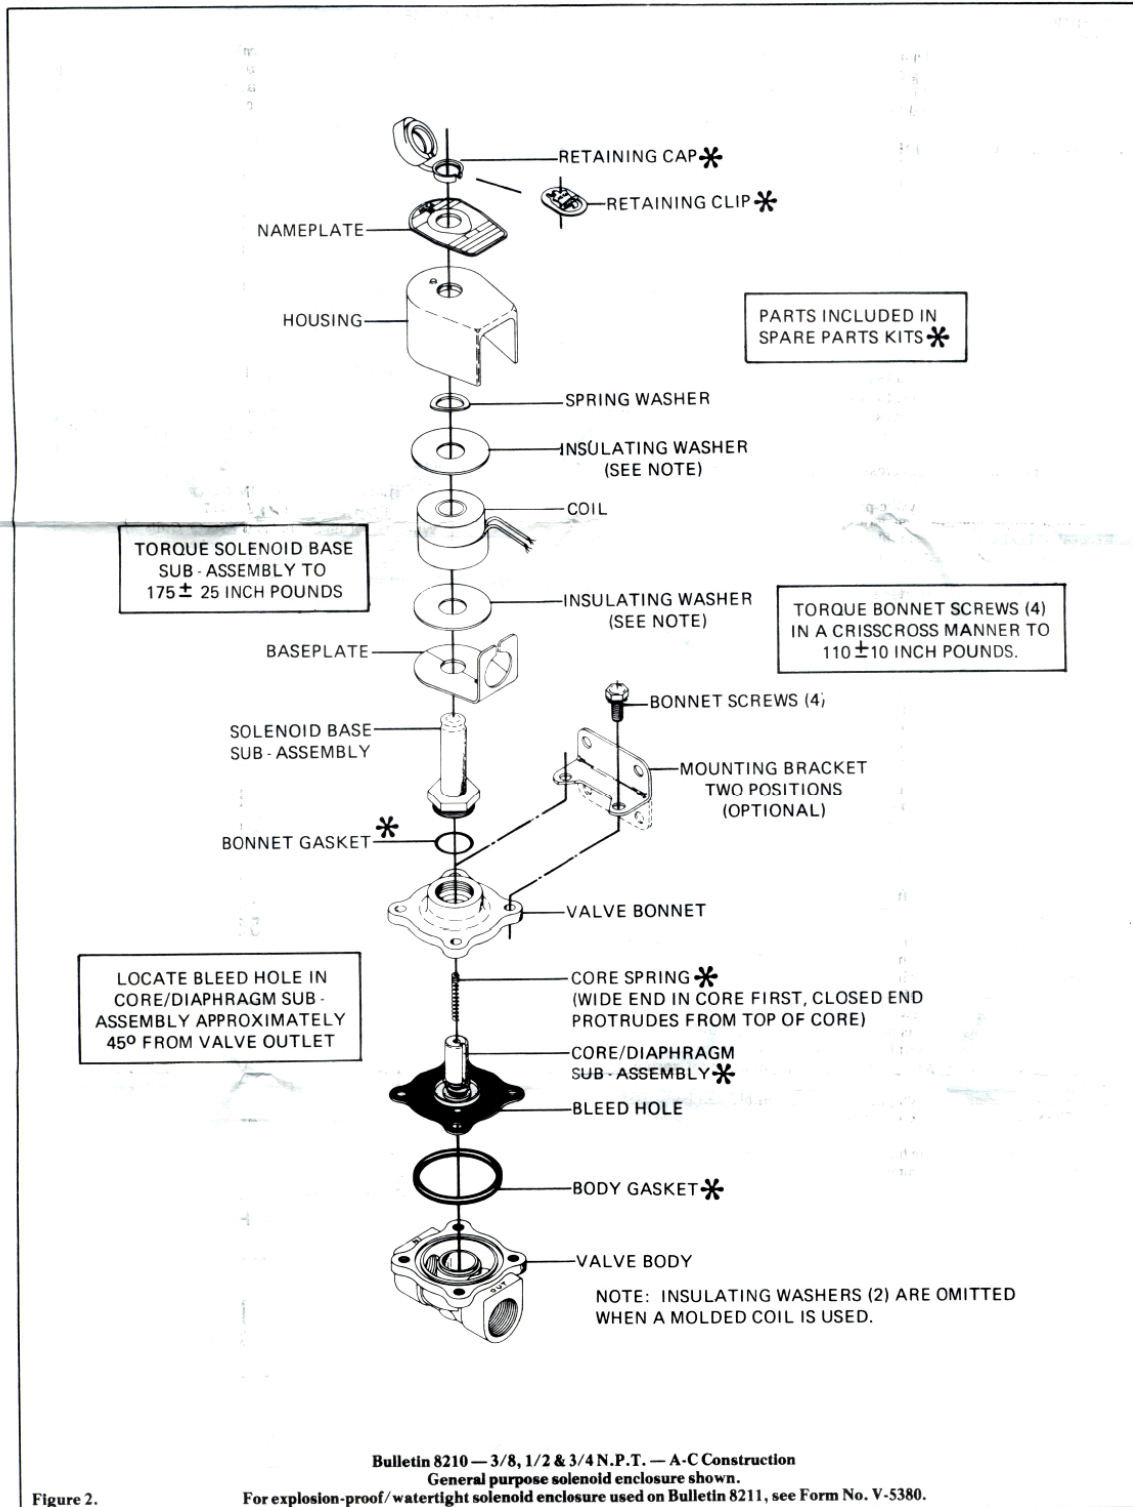 RETAINING CAP*
RETAINING CLIP*
NAMEPLATE
HOUSING
PARTS INCLUDED IN
SPARE PARTS KITS*
SPRING WASHER
INSULATING WASHER
(SEE NOTE)
COIL
TORQUE SOLENOID BASE
SUB-ASSEMBLY TO
175± 25 INCH POUNDS
INSULATING WASHER
(SEE NOTE)
TORQUE BONNET SCREWS (4)
IN A CRISSCROSS MANNER TO
110±10 INCH POUNDS.
BASEPLATE
BONNET SCREWS (4)
SOLENOID BASE
SUB-ASSEMBLY
MOUNTING BRACKET
TWO POSITIONS
(OPTIONAL)
BONNET GASKET*
VALVE BONNET
LOCATE BLEED HOLE IN
CORE/DIAPHRAGM SUB-
ASSEMBLY APPROXIMATELY
45º FROM VALVE OUTLET
CORE SPRING*
(WIDE END IN CORE FIRST, CLOSED END
PROTRUDES FROM TOP OF CORE)
CORE/DIAPHRAGM
SUB-ASSEMBLY*
BLEED HOLE
BODY GASKET*
IN
VALVE BODY
OUT
NOTE: INSULATING WASHERS (2) ARE OMITTED
WHEN A MOLDED COIL IS USED.
Bulletin 8210 — 3/8, 1/2 & 3/4 N.P.T. — A-C Construction
General purpose solenoid enclosure shown.
Figure 2.
For explosion-proof/watertight solenoid enclosure used on Bulletin 8211, see Form No. V-5380.